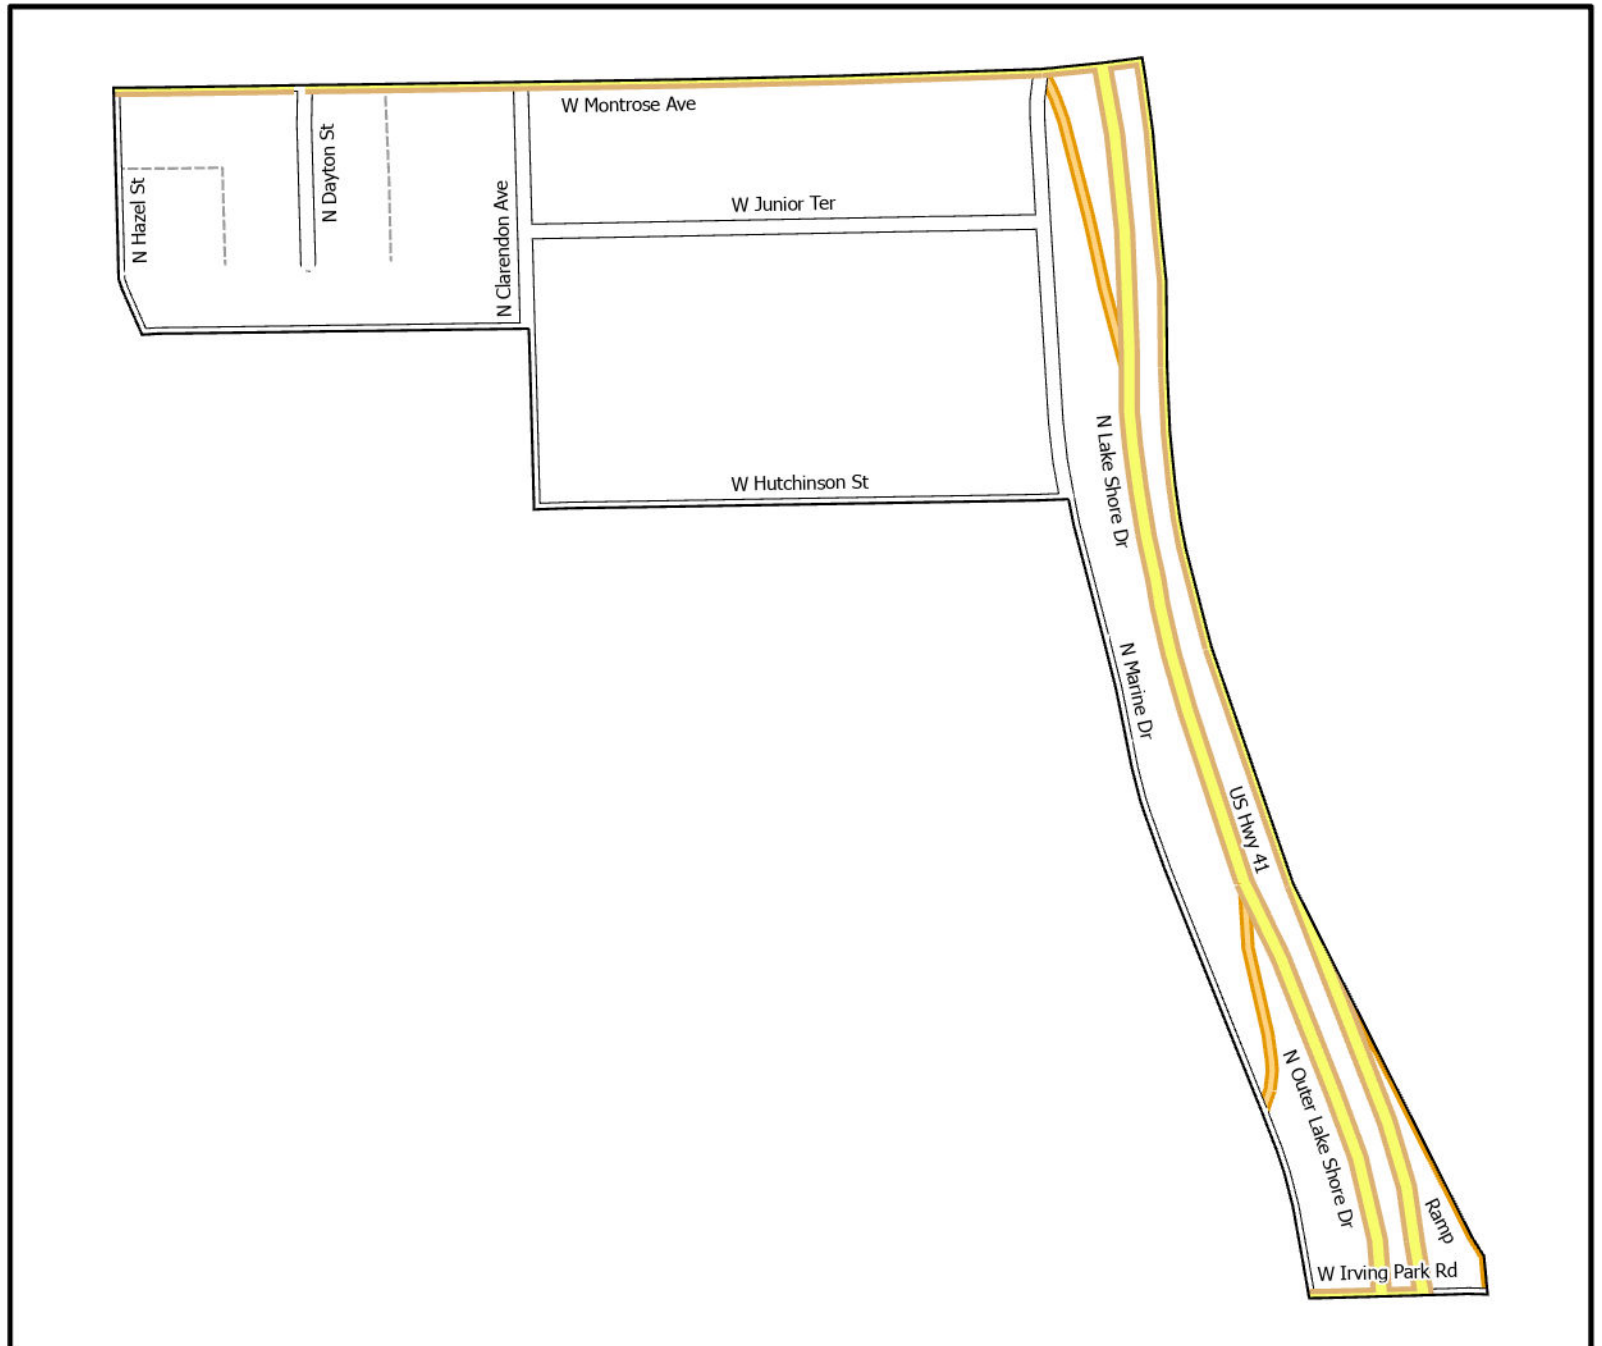 W Montrose Ave
N Dayton St
N Hazel St
N Clarendon Ave
W Junior Ter
W Hutchinson St
N Lake Shore Dr
N Marine Dr
US Hwy 41
N Outer Lake Shore Dr
Ramp
W Irving Park Rd